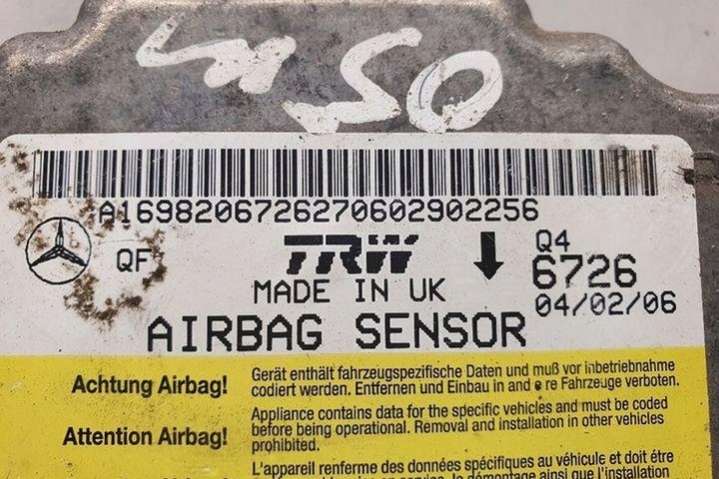 A1698206726270602902256
QF TRW Q4
6726
MADE IN UK 04/02/06
AIRBAG SENSOR
Achtung Airbag! Gerät enthält fahrzeugspezifische Daten und muß vor inbetriebnahme
codiert werden. Entfernen und Einbau in and re Fahrzeuge verboten.
Attention Airbag! Appliance contains data for the specific vehicles and must be coded
before being operational. Removal and installation in other vehicles
prohibited.
L'appareil renferme des données spécifiques au véhicule et doit être